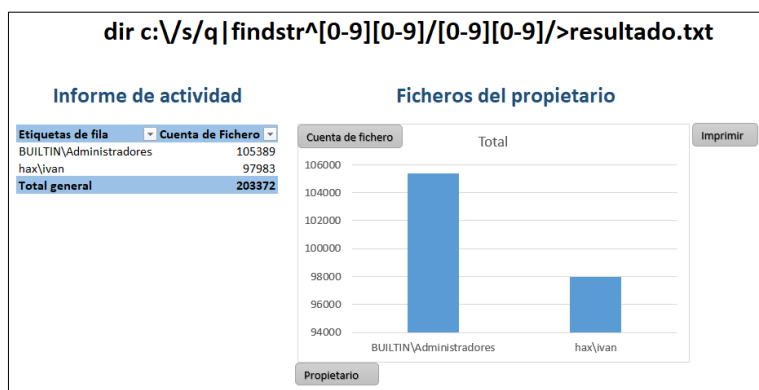 dir c:\/s/q|findstr^[0-9][0-9]/[0-9][0-9]/>resultado.txt
Informe de actividad
Ficheros del propietario
Etiquetas de fila Cuenta de Fichero
BUILTIN\Administradores 105389
hax\ivan 97983
Total general 203372
Cuenta de fichero
Total
Imprimir
106000
104000
102000
100000
98000
96000
94000
BUILTIN\Administradores hax\ivan
Propietario